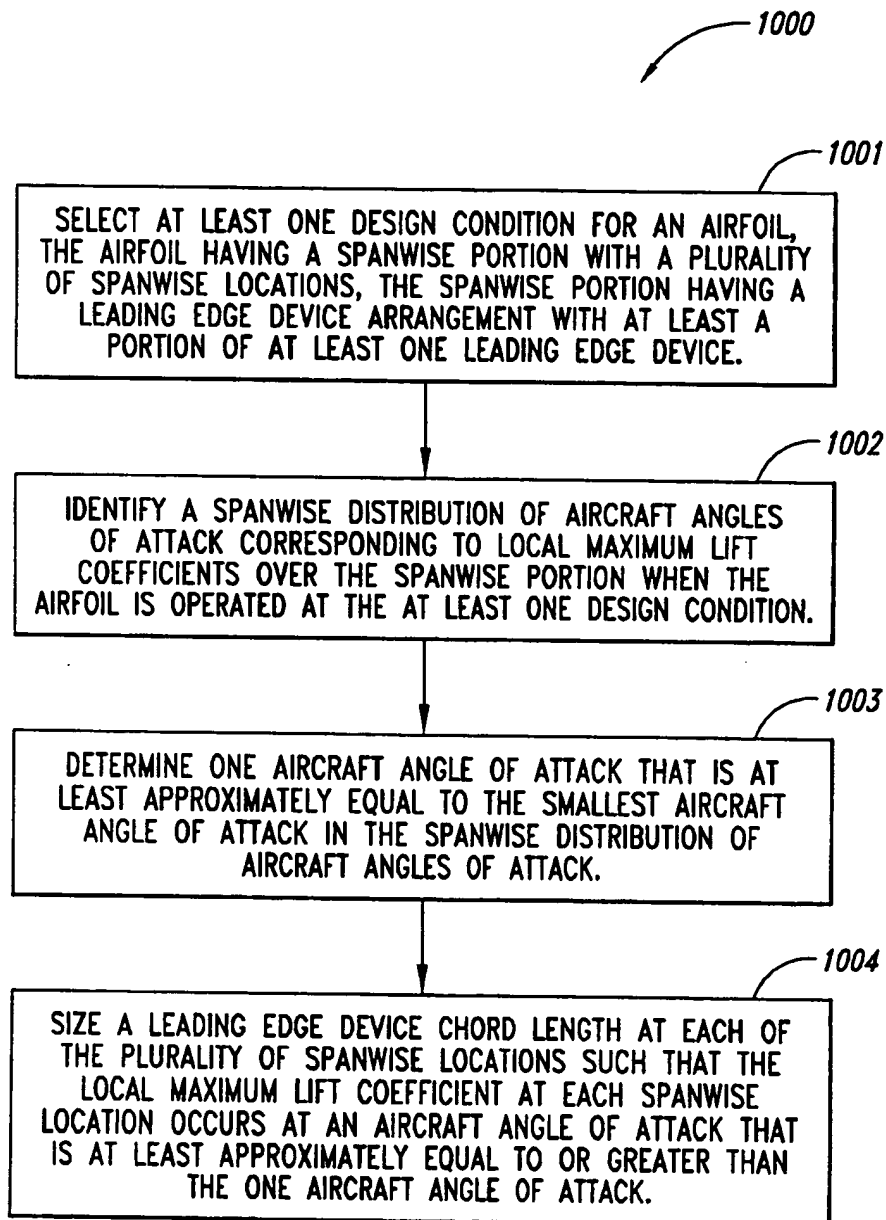 1000
1001
SELECT AT LEAST ONE DESIGN CONDITION FOR AN AIRFOIL,
THE AIRFOIL HAVING A SPANWISE PORTION WITH A PLURALITY
OF SPANWISE LOCATIONS, THE SPANWISE PORTION HAVING A
LEADING EDGE DEVICE ARRANGEMENT WITH AT LEAST A
PORTION OF AT LEAST ONE LEADING EDGE DEVICE.
1002
IDENTIFY A SPANWISE DISTRIBUTION OF AIRCRAFT ANGLES
OF ATTACK CORRESPONDING TO LOCAL MAXIMUM LIFT
COEFFICIENTS OVER THE SPANWISE PORTION WHEN THE
AIRFOIL IS OPERATED AT THE AT LEAST ONE DESIGN CONDITION.
1003
DETERMINE ONE AIRCRAFT ANGLE OF ATTACK THAT IS AT
LEAST APPROXIMATELY EQUAL TO THE SMALLEST AIRCRAFT
ANGLE OF ATTACK IN THE SPANWISE DISTRIBUTION OF
AIRCRAFT ANGLES OF ATTACK.
1004
SIZE A LEADING EDGE DEVICE CHORD LENGTH AT EACH OF
THE PLURALITY OF SPANWISE LOCATIONS SUCH THAT THE
LOCAL MAXIMUM LIFT COEFFICIENT AT EACH SPANWISE
LOCATION OCCURS AT AN AIRCRAFT ANGLE OF ATTACK THAT
IS AT LEAST APPROXIMATELY EQUAL TO OR GREATER THAN
THE ONE AIRCRAFT ANGLE OF ATTACK.